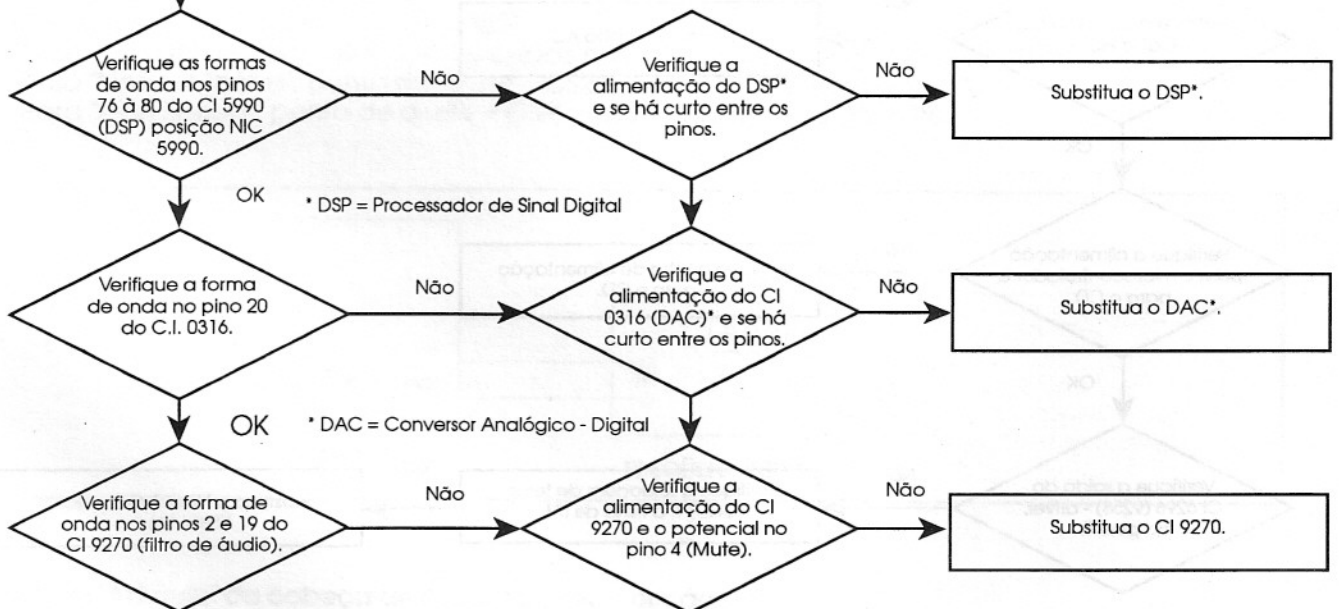 Verifique as formas
de onda nos pinos
76 à 80 do CI 5990
(DSP) posição NIC
5990.
Não
Verifique a
alimentação do DSP*
e se há curto entre os
pinos.
Não
Substitua o DSP*.
OK
* DSP = Processador de Sinal Digital
Verifique a forma
de onda no pino 20
do C.I. 0316.
Não
Verifique a
alimentação do CI
0316 (DAC)* e se há
curto entre os pinos.
Não
Substitua o DAC*.
OK
* DAC = Conversor Analógico - Digital
Verifique a forma de
onda nos pinos 2 e 19 do
CI 9270 (filtro de áudio).
Não
Verifique a
alimentação do CI
9270 e o potencial no
pino 4 (Mute).
Não
Substitua o CI 9270.